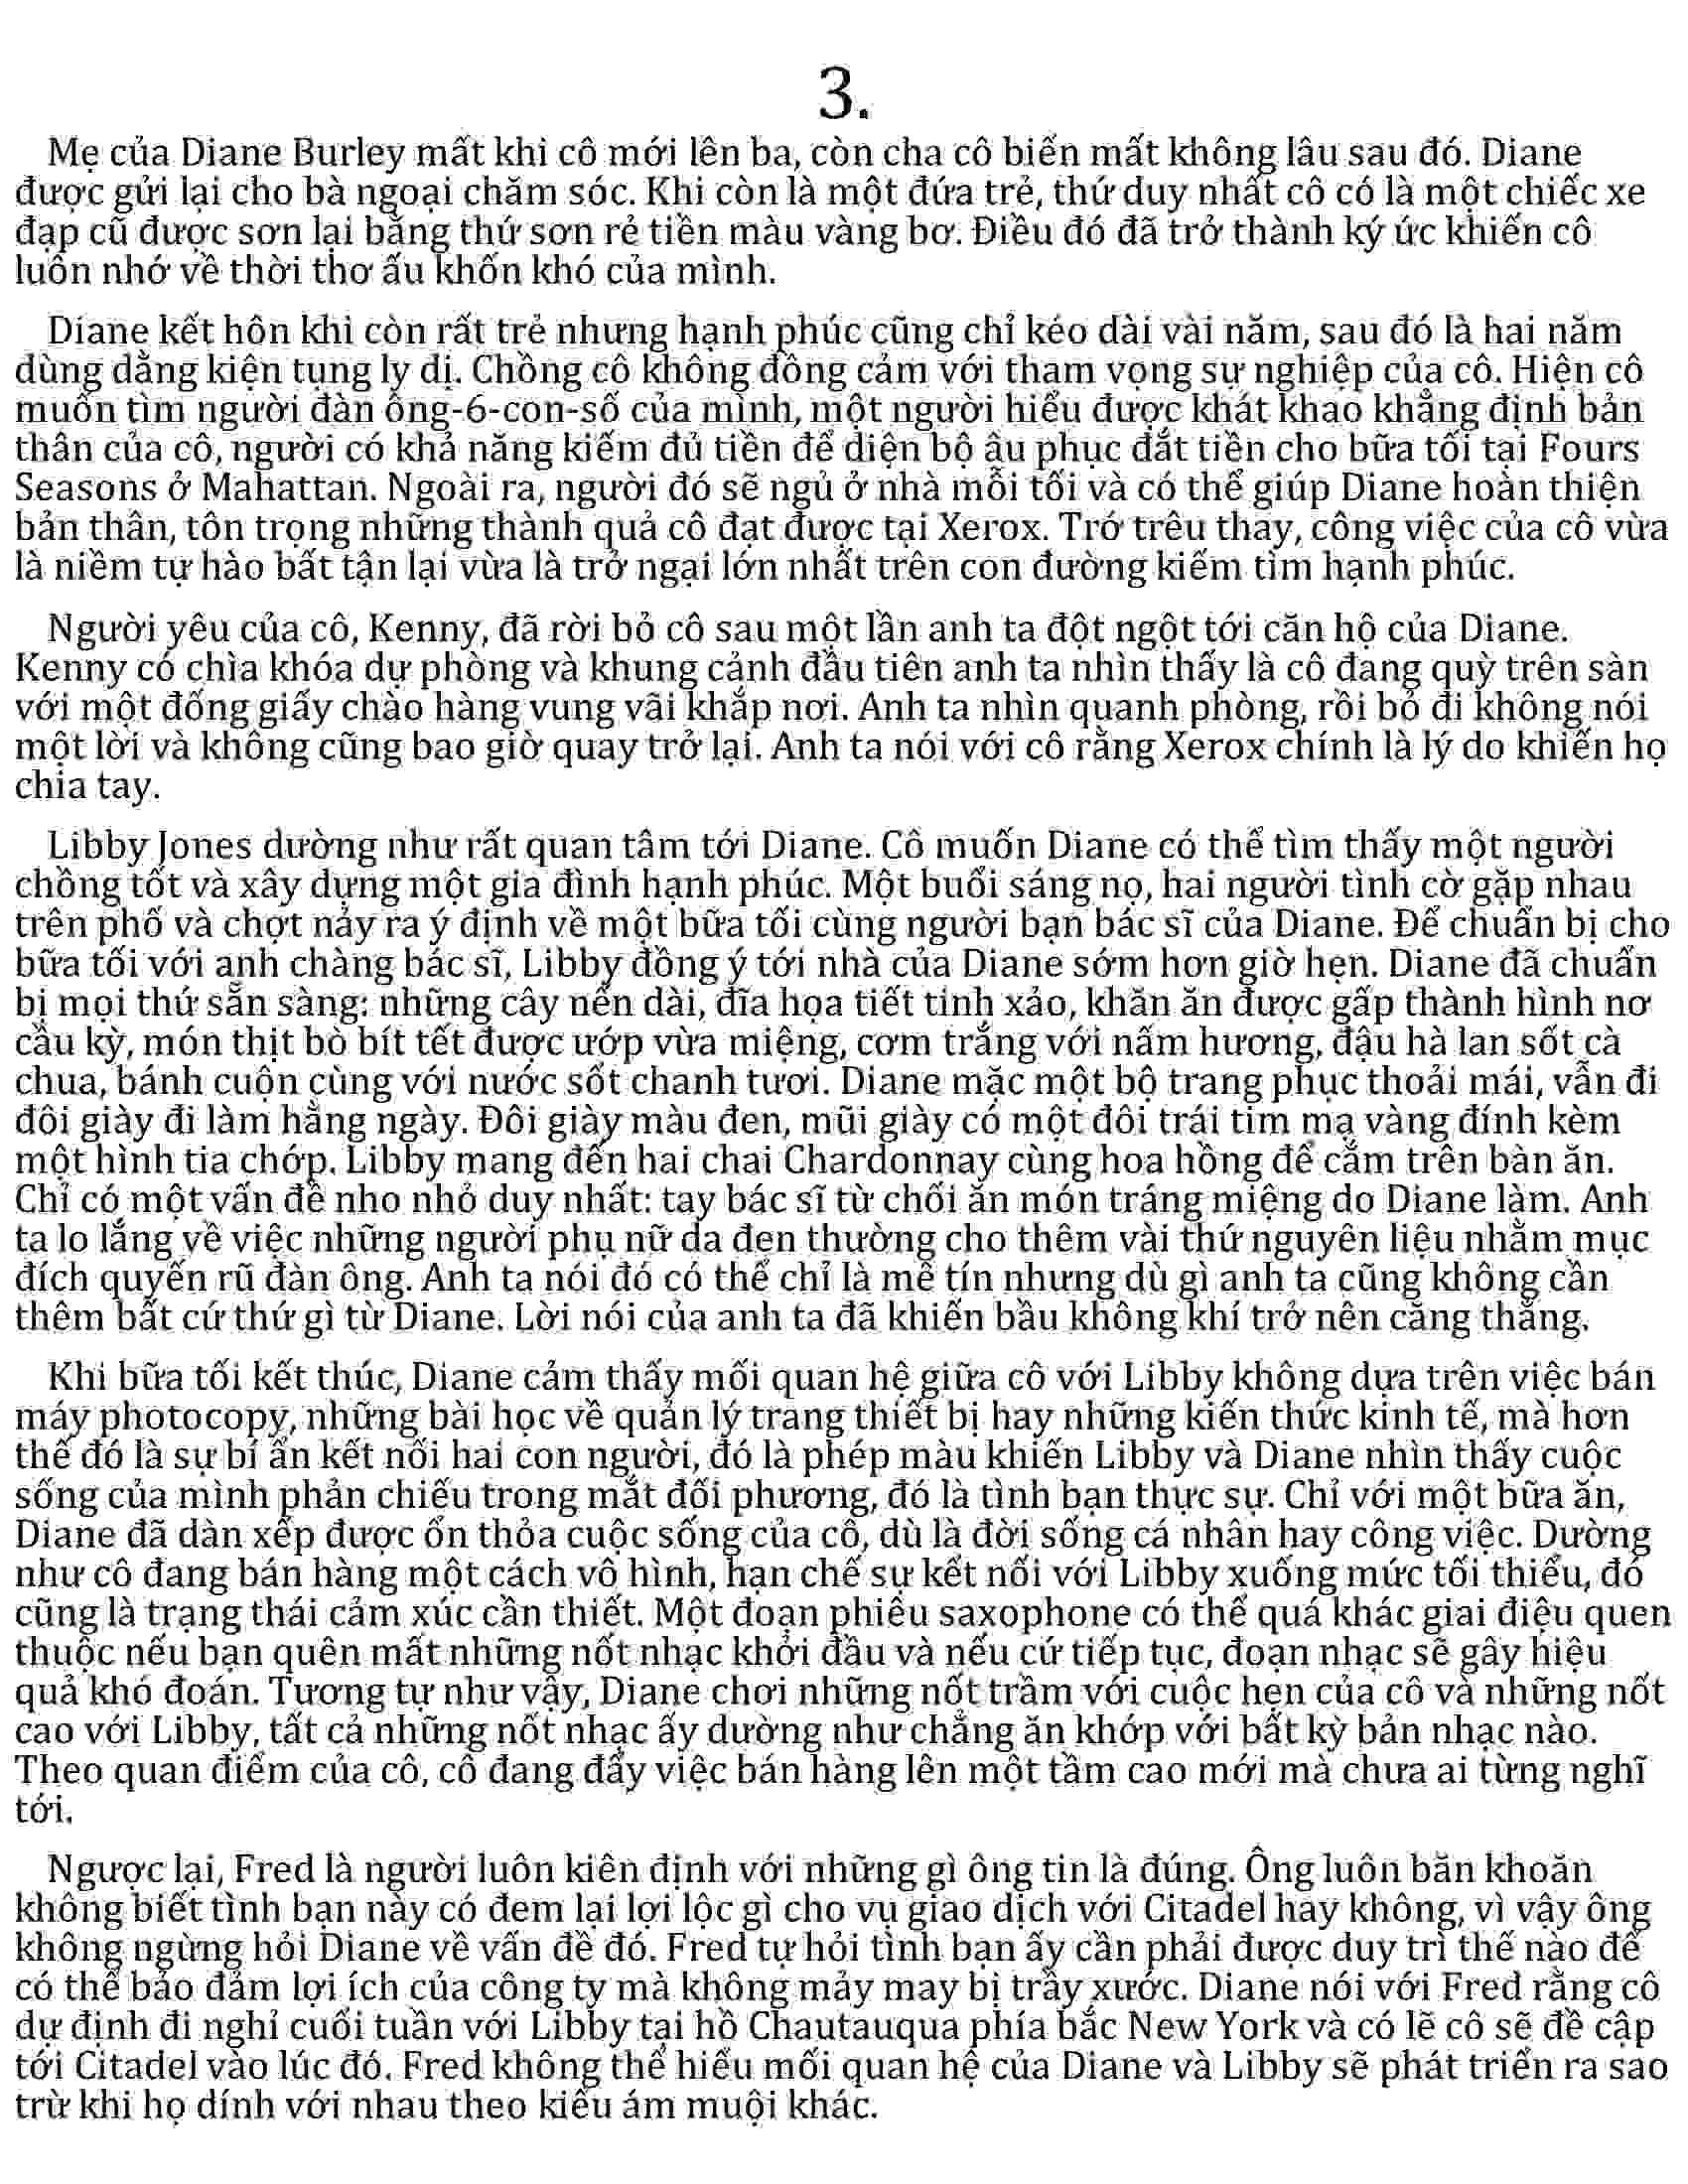 3.
Mẹ của Diane Burley mất khi cô mới lên ba, còn cha cô biến mất không lâu sau đó. Diane
được gửi lại cho bà ngoại chăm sóc. Khi còn là một đứa trẻ, thứ duy nhất cô có là một chiếc xe
đạp cũ được sơn lại bằng thứ sơn rẻ tiền màu vàng bơ. Điều đó đã trở thành ký ức khiến cô
luôn nhớ về thời thơ ấu khốn khó của mình.
Diane kết hôn khi còn rất trẻ nhưng hạnh phúc cũng chỉ kéo dài vài năm, sau đó là hai năm
dùng dằng kiện tụng ly dị. Chồng cô không đồng cảm với tham vọng sự nghiệp của cô. Hiện cô
muốn tìm người đàn ông-6-con-số của mình, một người hiểu được khát khao khẳng định bản
thân của cô, người có khả năng kiếm đủ tiền để diện bộ âu phục đắt tiền cho bữa tối tại Fours
Seasons ở Mahattan. Ngoài ra, người đó sẽ ngủ ở nhà mỗi tối và có thể giúp Diane hoàn thiện
bản thân, tôn trọng những thành quả cô đạt được tại Xerox. Trớ trêu thay, công việc của cô vừa
là niềm tự hào bất tận lại vừa là trở ngại lớn nhất trên con đường kiếm tìm hạnh phúc.
Người yêu của cô, Kenny, đã rời bỏ cô sau một lần anh ta đột ngột tới căn hộ của Diane.
Kenny có chìa khóa dự phòng và khung cảnh đầu tiên anh ta nhìn thấy là cô đang quỳ trên sàn
với một đống giấy chào hàng vung vãi khắp nơi. Anh ta nhìn quanh phòng, rồi bỏ đi không nói
một lời và không cũng bao giờ quay trở lại. Anh ta nói với cô rằng Xerox chính là lý do khiến họ
chia tay.
Libby Jones dường như rất quan tâm tới Diane. Cô muốn Diane có thể tìm thấy một người
chồng tốt và xây dựng một gia đình hạnh phúc. Một buổi sáng nọ, hai người tình cờ gặp nhau
trên phố và chợt nảy ra ý định về một bữa tối cùng người bạn bác sĩ của Diane. Để chuẩn bị cho
bữa tối với anh chàng bác sĩ, Libby đồng ý tới nhà của Diane sớm hơn giờ hẹn. Diane đã chuẩn
bị mọi thứ sẵn sàng: những cây nến dài, đĩa họa tiết tinh xảo, khăn ăn được gấp thành hình nơ
cầu kỳ, món thịt bò bít tết được ướp vừa miệng, cơm trắng với nấm hương, đậu hà lan sốt cà
chua, bánh cuộn cùng với nước sốt chanh tươi. Diane mặc một bộ trang phục thoải mái, vẫn đi
đôi giày đi làm hằng ngày. Đôi giày màu đen, mũi giày có một đôi trái tim mạ vàng đính kèm
một hình tia chớp. Libby mang đến hai chai Chardonnay cùng hoa hồng để cắm trên bàn ăn.
Chỉ có một vấn đề nho nhỏ duy nhất: tay bác sĩ từ chối ăn món tráng miệng do Diane làm. Anh
ta lo lắng về việc những người phụ nữ da đen thường cho thêm vài thứ nguyên liệu nhằm mục
đích quyến rũ đàn ông. Anh ta nói đó có thể chỉ là mê tín nhưng dù gì anh ta cũng không cần
thêm bất cứ thứ gì từ Diane. Lời nói của anh ta đã khiến bầu không khí trở nên căng thẳng.
Khi bữa tối kết thúc, Diane cảm thấy mối quan hệ giữa cô với Libby không dựa trên việc bán
máy photocopy, những bài học về quản lý trang thiết bị hay những kiến thức kinh tế, mà hơn
thế đó là sự bí ẩn kết nối hai con người, đó là phép màu khiến Libby và Diane nhìn thấy cuộc
sống của mình phản chiếu trong mắt đối phương, đó là tình bạn thực sự. Chỉ với một bữa ăn,
Diane đã dàn xếp được ổn thỏa cuộc sống của cô, dù là đời sống cá nhân hay công việc. Dường
như cô đang bán hàng một cách vô hình, hạn chế sự kết nối với Libby xuống mức tối thiểu, đó
cũng là trạng thái cảm xúc cần thiết. Một đoạn phiêu saxophone có thể quá khác giai điệu quen
thuộc nếu bạn quên mất những nốt nhạc khởi đầu và nếu cứ tiếp tục, đoạn nhạc sẽ gây hiệu
quả khó đoán. Tương tự như vậy, Diane chơi những nốt trầm với cuộc hẹn của cô và những nốt
cao với Libby, tất cả những nốt nhạc ấy dường như chẳng ăn khớp với bất kỳ bản nhạc nào.
Theo quan điểm của cô, cô đang đẩy việc bán hàng lên một tầm cao mới mà chưa ai từng nghĩ
tới.
Ngược lại, Fred là người luôn kiên định với những gì ông tin là đúng. Ông luôn băn khoăn
không biết tình bạn này có đem lại lợi lộc gì cho vụ giao dịch với Citadel hay không, vì vậy ông
không ngừng hỏi Diane về vấn đề đó. Fred tự hỏi tình bạn ấy cần phải được duy trì thế nào để
có thể bảo đảm lợi ích của công ty mà không mảy may bị trầy xước. Diane nói với Fred rằng cô
dự định đi nghỉ cuối tuần với Libby tại hồ Chautauqua phía bắc New York và có lẽ cô sẽ đề cập
tới Citadel vào lúc đó. Fred không thể hiểu mối quan hệ của Diane và Libby sẽ phát triển ra sao
trừ khi họ dính với nhau theo kiểu ám muội khác.